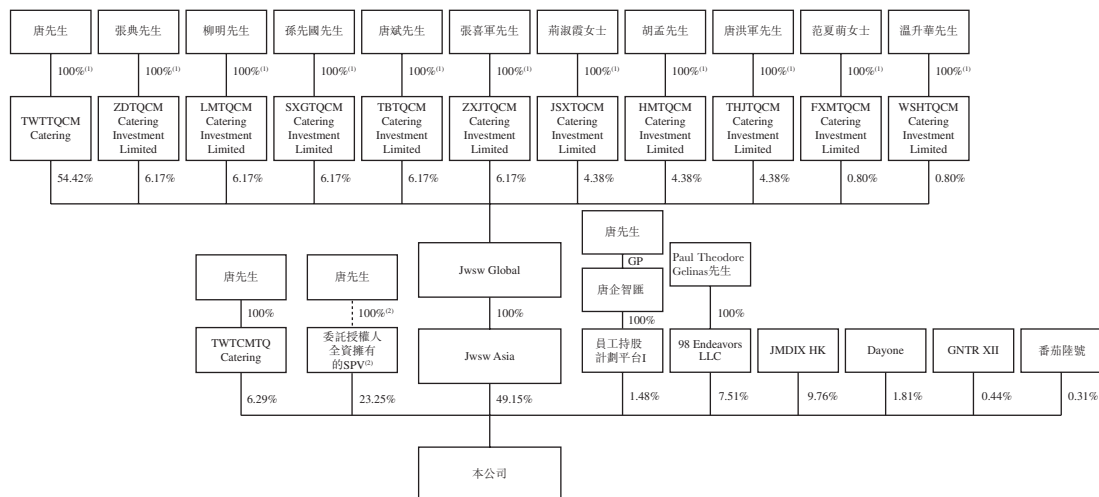 唐先生
張典先生
柳明先生
孫先國先生
唐斌先生
張喜軍先生
荊淑霞女士
胡孟先生
唐洪軍先生
范夏萌女士
溫升華先生
100%(1)
100%(1)
100%(1)
100%(1)
100%(1)
100%(1)
100%(1)
100%(1)
100%(1)
100%(1)
100%(1)
TWTTQCM
Catering
ZDTQCM
Catering
Investment
Limited
LMTQCM
Catering
Investment
Limited
SXGTQCM
Catering
Investment
Limited
TBTQCM
Catering
Investment
Limited
ZXJTQCM
Catering
Investment
Limited
JSXTOCM
Catering
Investment
Limited
HMTQCM
Catering
Investment
Limited
THJTQCM
Catering
Investment
Limited
FXMTQCM
Catering
Investment
Limited
WSHTQCM
Catering
Investment
Limited
54.42%
6.17%
6.17%
6.17%
6.17%
6.17%
4.38%
4.38%
4.38%
0.80%
0.80%
唐先生
唐先生
Jwsw Global
唐先生
GP
唐企智匯
Paul Theodore
Gelinas先生
100%
100%(2)
100%
100%
100%
TWTCMTQ
Catering
委託授權人
全資擁有
的SPV(2)
Jwsw Asia
員工持股
計劃平台I
98 Endeavors
LLC
JMDIX HK
Dayone
GNTR XII
番茄陸號
6.29%
23.25%
49.15%
1.48%
7.51%
9.76%
1.81%
0.44%
0.31%
本公司